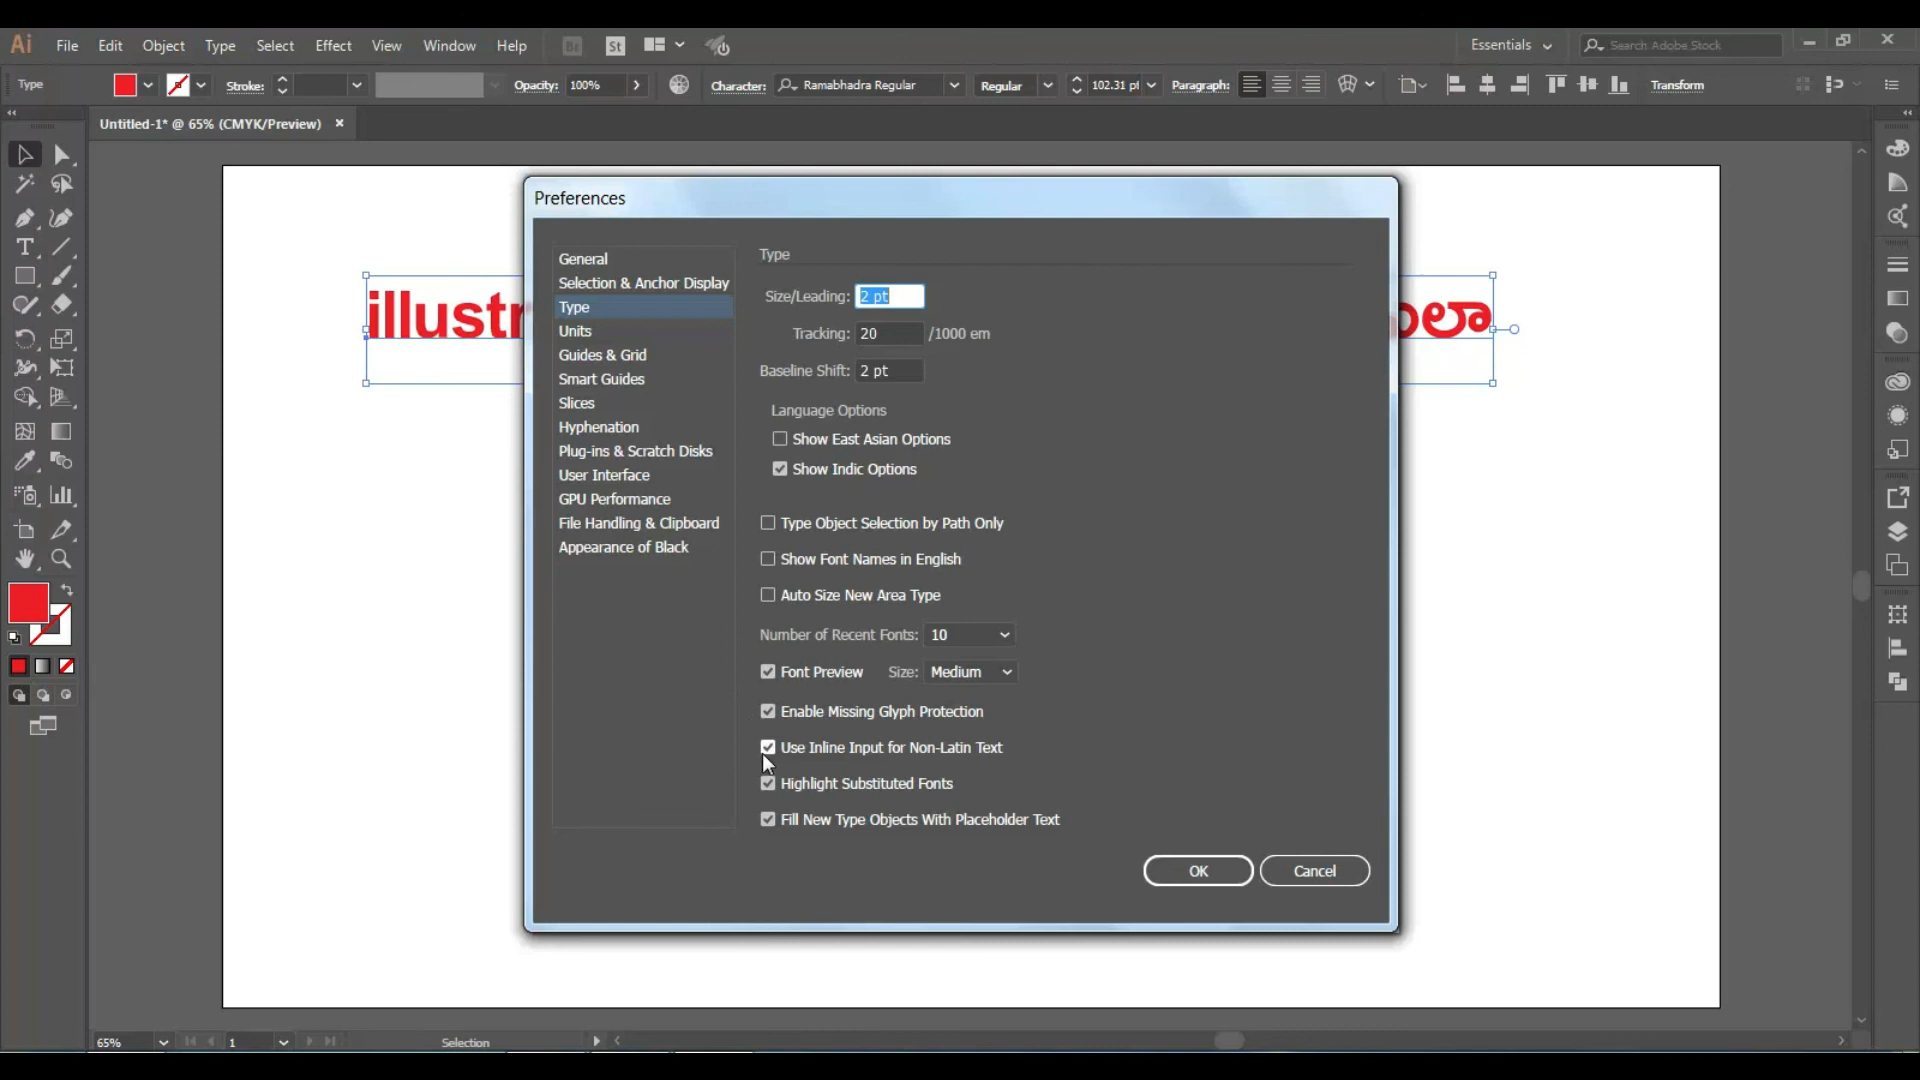 Ai File Edit Object Type Select Effect View Window Help Br St Essentials Search Adobe Stock
Type Stroke: Opacity: 100% Character: Ramabhadra Regular Regular 102.31 pt Paragraph: Transform
Untitled-1* @ 65% (CMYK/Preview)
Preferences
General
Selection & Anchor Display
Type
Units
Guides & Grid
Smart Guides
Slices
Hyphenation
Plug-ins & Scratch Disks
User Interface
GPU Performance
File Handling & Clipboard
Appearance of Black
Type
Size/Leading: 2 pt
Tracking: 20 /1000 em
Baseline Shift: 2 pt
Language Options
Show East Asian Options
Show Indic Options
Type Object Selection by Path Only
Show Font Names in English
Auto Size New Area Type
Number of Recent Fonts: 10
Font Preview Size: Medium
Enable Missing Glyph Protection
Use Inline Input for Non-Latin Text
Highlight Substituted Fonts
Fill New Type Objects With Placeholder Text
OK Cancel
illustr
65% 1 Selection